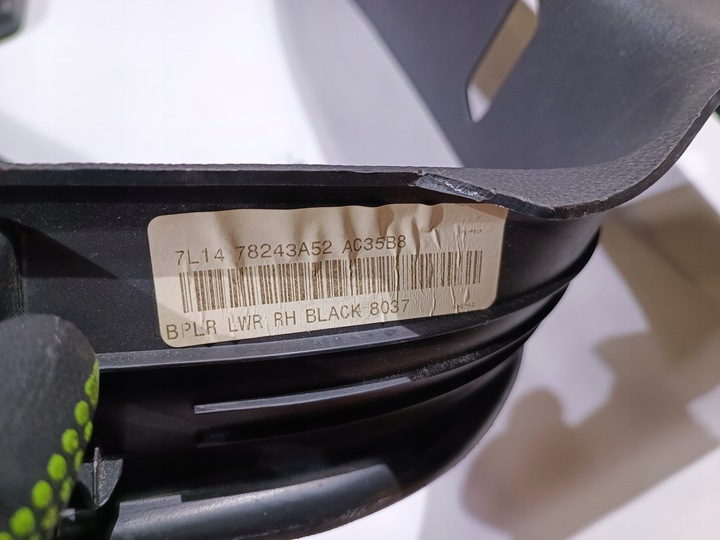 7L14 78243A52 AC35B8
BPLR LWR RH BLACK 8037